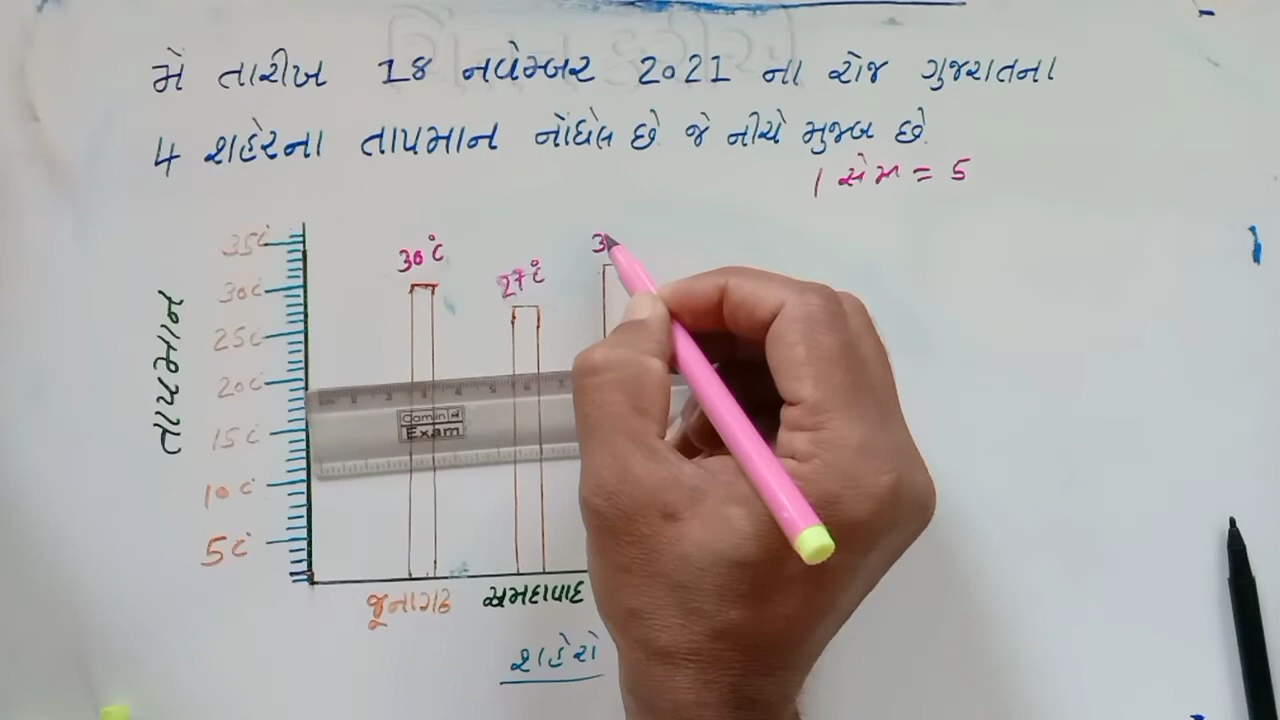 મે તારીખ 18 નવેમ્બર 2021 ના રોજ ગુજરાતના
4 શહેરના તાપમાન નોંધેલ છે જે નીચે મુજબ છે.
1 સેમ = 5
35c
30c
25c
20c
15c
10c
5c
તાપમાન
30°c
27°c
3
Camlin
Exam
જૂનાગઢ
અમદાવાદ
શહેરો